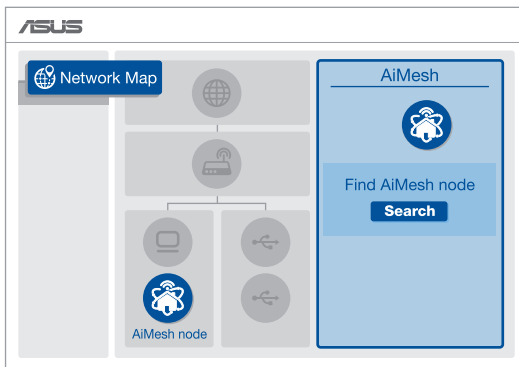 ASUS
Network Map
AiMesh
Find AiMesh node
Search
AiMesh node